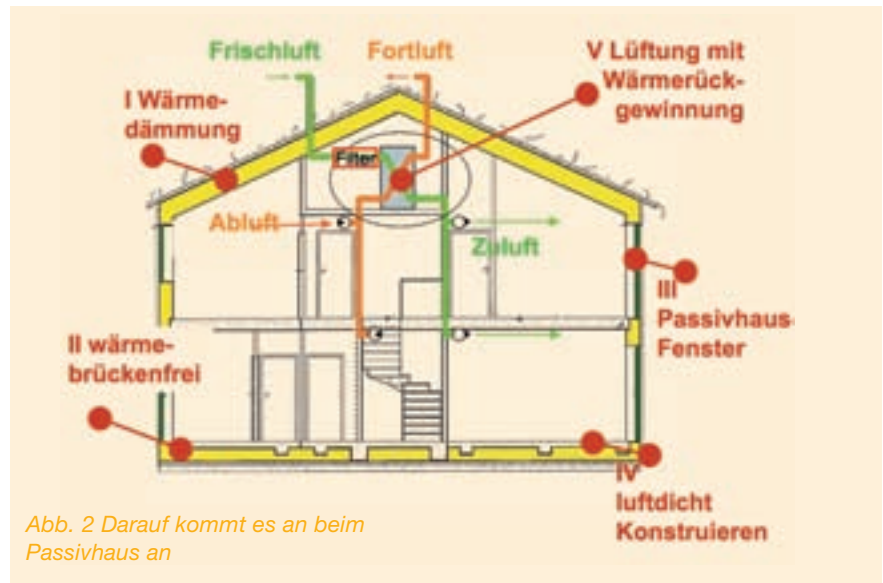 Frischluft
Fortluft
V Lüftung mit
Wärmerück-
gewinnung
I Wärme-
dämmung
Filter
Abluft
Zuluft
III
Passivhaus-
Fenster
II wärme-
brückenfrei
IV
luftdicht
Konstruieren
Abb. 2 Darauf kommt es an beim
Passivhaus an